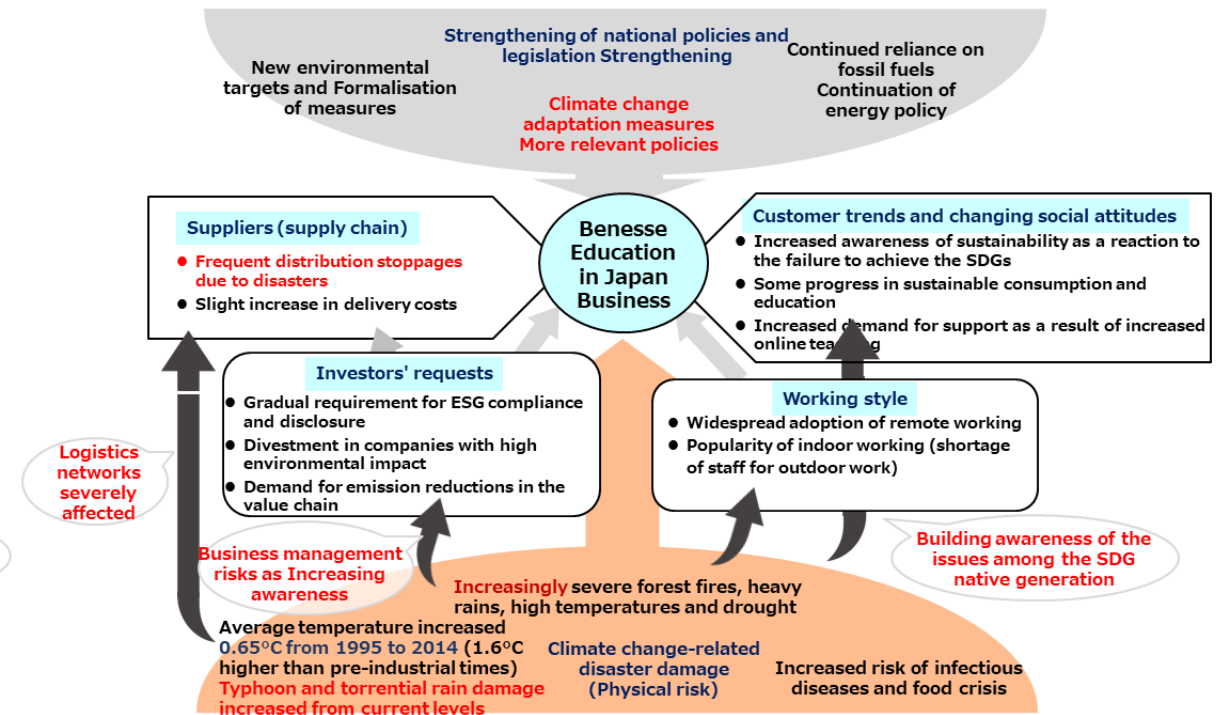 Strengthening of national policies and
legislation Strengthening
New environmental
targets and Formalisation
of measures
Climate change
adaptation measures
More relevant policies
Continued reliance on
fossil fuels
Continuation of
energy policy
Suppliers (supply chain)
● Frequent distribution stoppages
due to disasters
● Slight increase in delivery costs
Benesse
Education
in Japan
Business
Customer trends and changing social attitudes
● Increased awareness of sustainability as a reaction to
the failure to achieve the SDGs
● Some progress in sustainable consumption and
education
● Increased demand for support as a result of increased
online teaching
Investors' requests
● Gradual requirement for ESG compliance
and disclosure
● Divestment in companies with high
environmental impact
● Demand for emission reductions in the
value chain
Working style
● Widespread adoption of remote working
● Popularity of indoor working (shortage
of staff for outdoor work)
Logistics
networks
severely
affected
Business management
risks as Increasing
awareness
Building awareness of the
issues among the SDG
native generation
Increasingly severe forest fires, heavy
rains, high temperatures and drought
Average temperature increased
0.65°C from 1995 to 2014 (1.6°C
higher than pre-industrial times)
Typhoon and torrential rain damage
increased from current levels
Climate change-related
disaster damage
(Physical risk)
Increased risk of infectious
diseases and food crisis